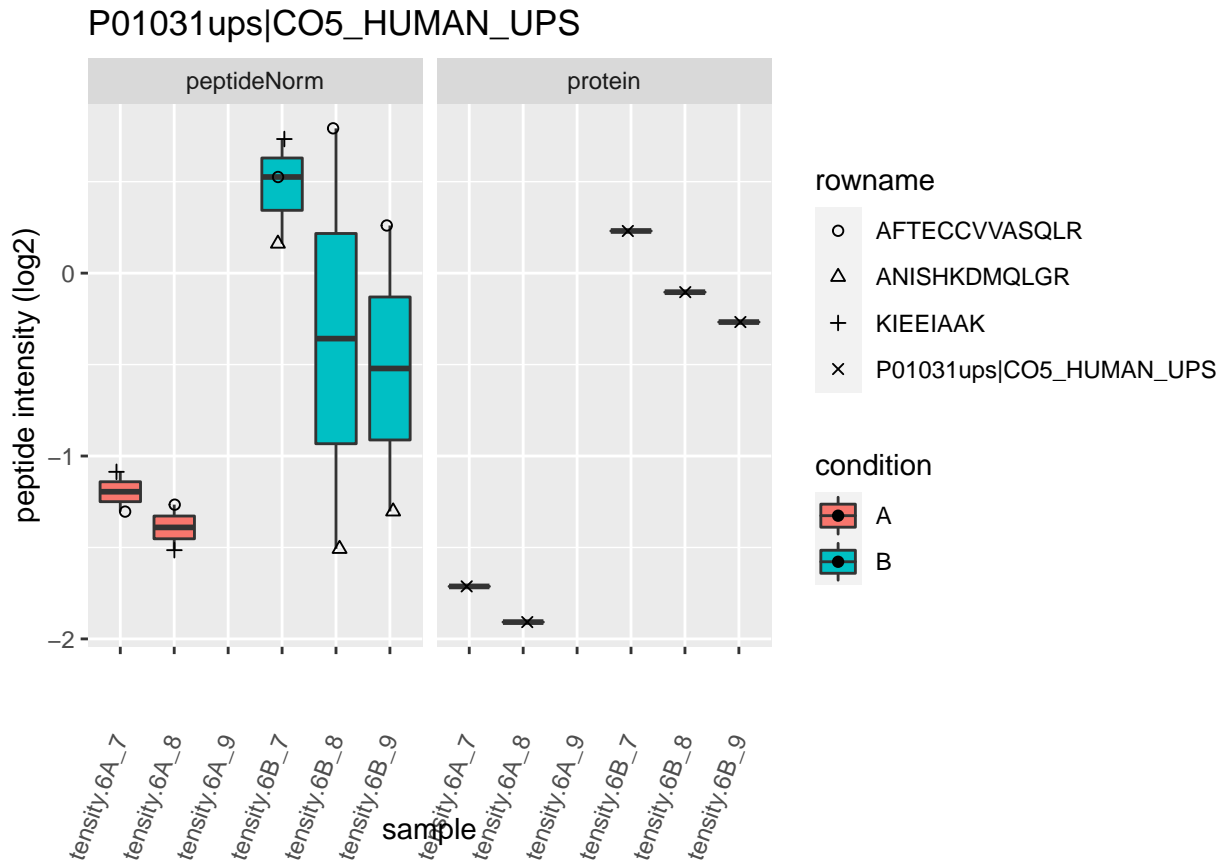 P01031ups|CO5_HUMAN_UPS
peptideNorm
protein
peptide intensity (log2)
0
−1
−2
tensity.6A_7
tensity.6A_8
tensity.6A_9
tensity.6B_7
tensity.6B_8
tensity.6B_9
tensity.6A_7
tensity.6A_8
tensity.6A_9
tensity.6B_7
tensity.6B_8
tensity.6B_9
sample
rowname
AFTECCVVASQLR
ANISHKDMQLGR
KIEEIAAK
P01031ups|CO5_HUMAN_UPS
condition
A
B